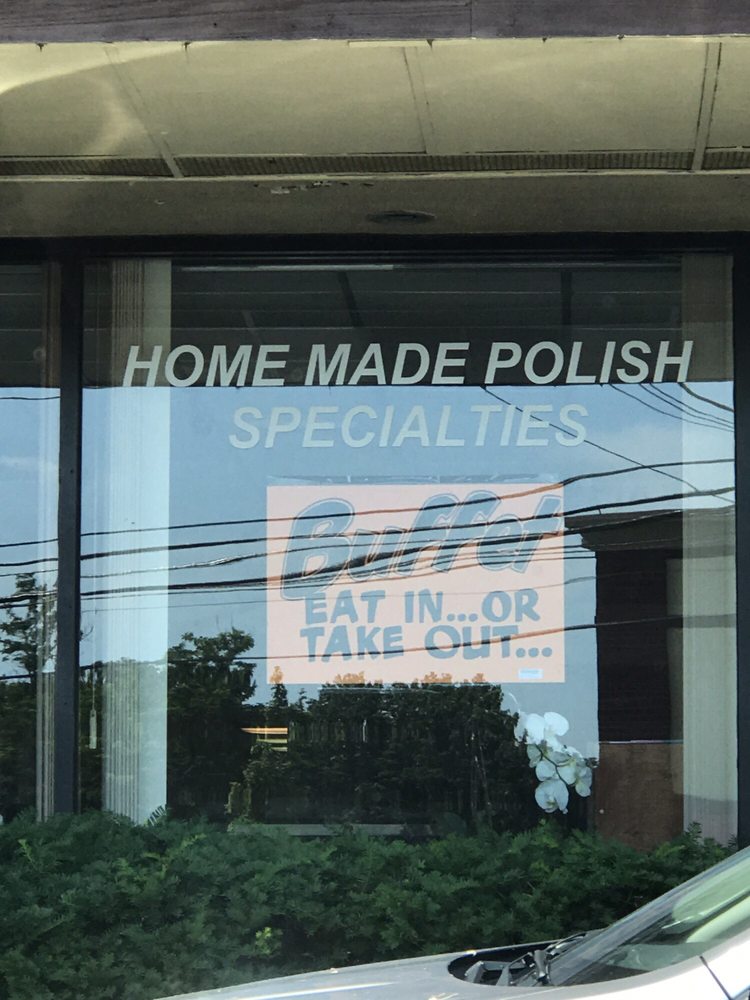 HOME MADE POLISH
SPECIALTIES
Buffet
EAT IN...OR
TAKE OUT...